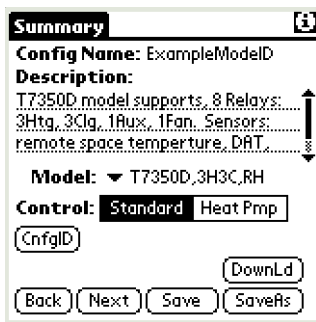 Summary
Config Name: ExampleModelD
Description:
T7350D model supports, 8 Relays:
3Htg, 3Clg, 1Aux, 1Fan. Sensors:
remote space temperture, DAT,
Model: T7350D,3H3C,RH
Control: Standard Heat Pmp
CnfgID
DownLd
Back Next Save SaveAs